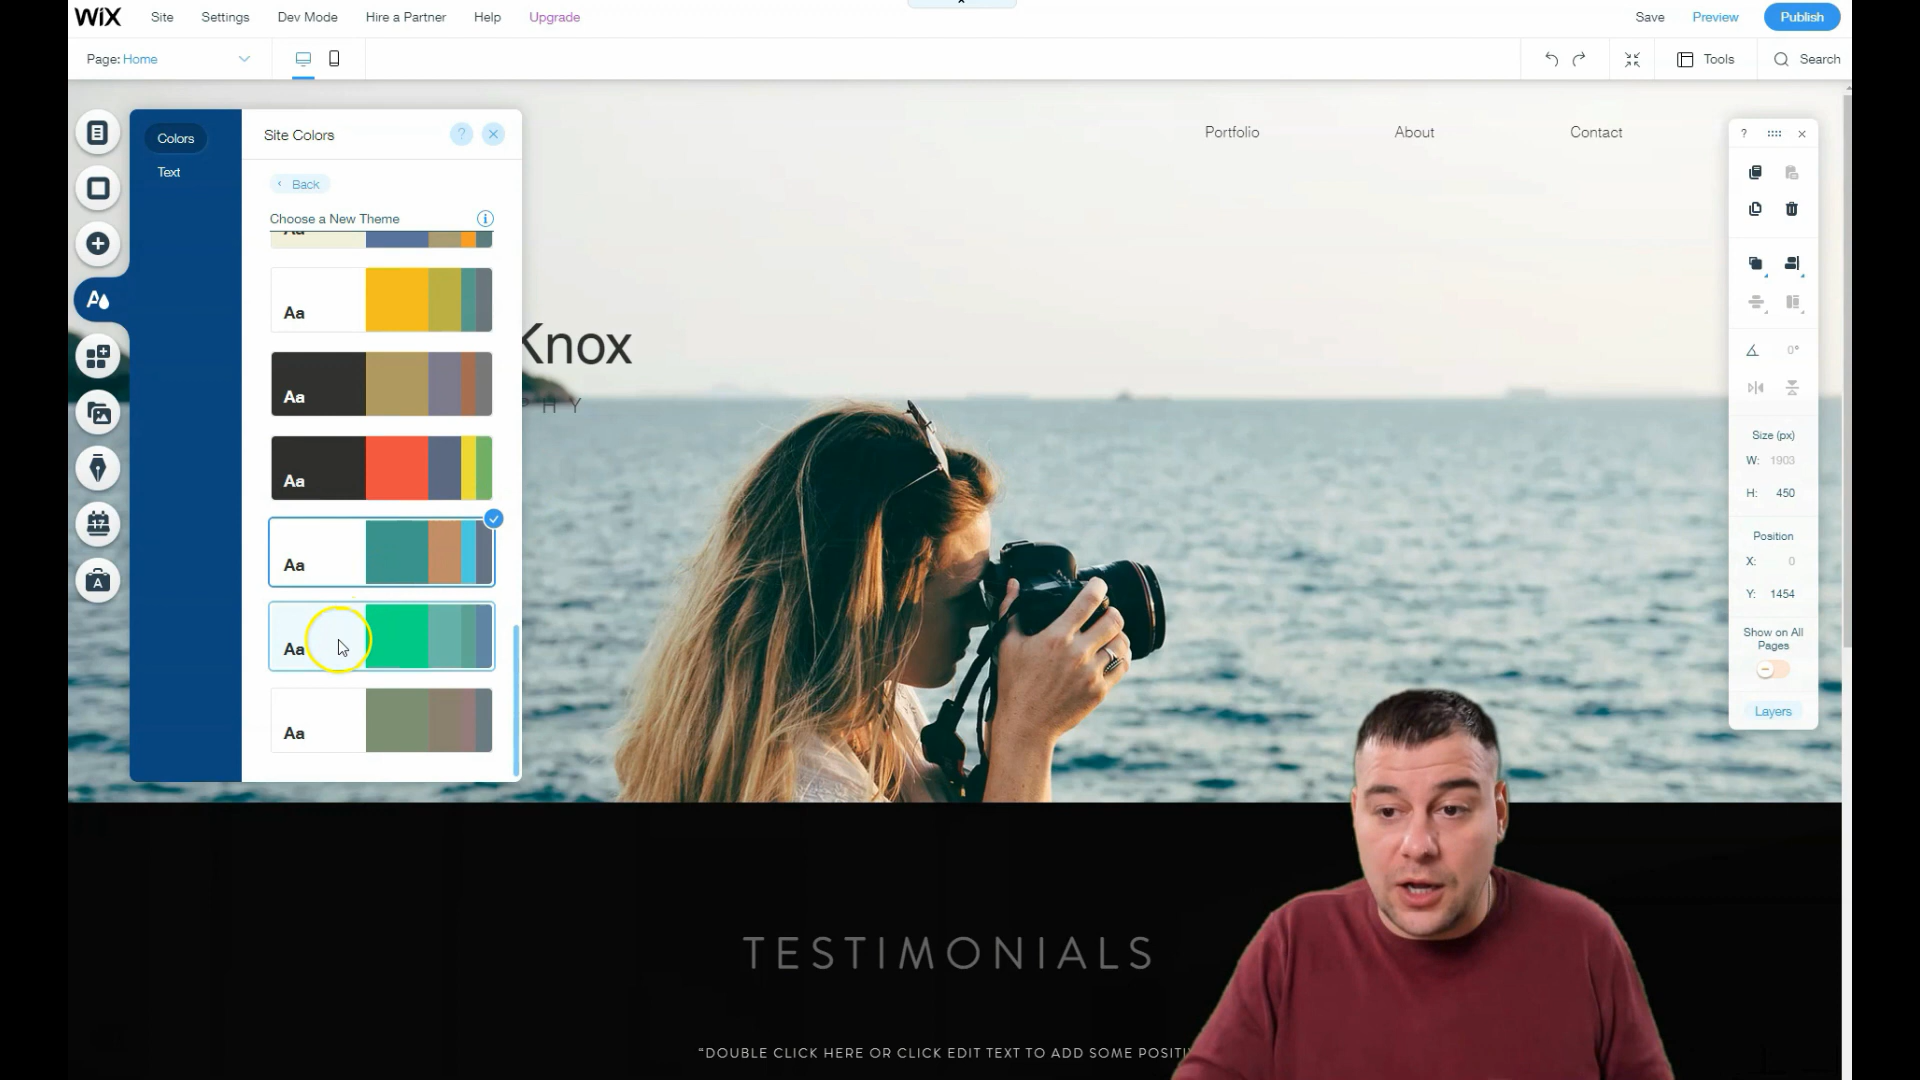 WiX Site Settings Dev Mode Hire a Partner Help Upgrade Save Preview Publish
Page: Home Tools Search
Colors
Text
Site Colors ?
Back
Choose a New Theme i
Aa
Aa
Aa
Aa
Aa
Aa
Aa
Portfolio About Contact
Knox
P H Y
?
0°
Size (px)
W: 1903
H: 450
Position
X: 0
Y: 1454
Show on All
Pages
Layers
17
A
TESTIMONIALS
"DOUBLE CLICK HERE OR CLICK EDIT TEXT TO ADD SOME POSITI